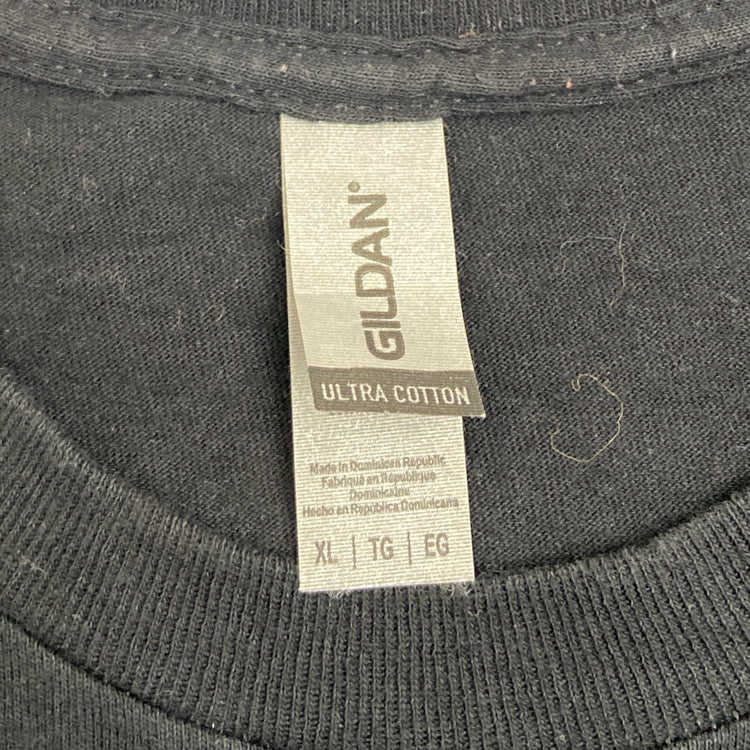 GILDAN®
ULTRA COTTON
Made in Dominican Republic
Fabriqué en République
Dominicaine
Hecho en República Dominicana
XL | TG | EG